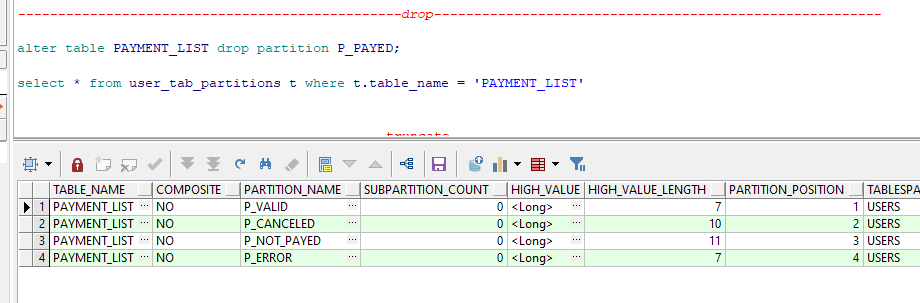 drop
alter table PAYMENT_LIST drop partition P_PAYED;
select * from user_tab_partitions t where t.table_name = 'PAYMENT_LIST'
truncate
TABLE_NAME COMPOSITE PARTITION_NAME SUBPARTITION_COUNT HIGH_VALUE HIGH_VALUE_LENGTH PARTITION_POSITION TABLESPA
1 PAYMENT_LIST ... NO P_VALID ... 0 <Long> ... 7 1 USERS
2 PAYMENT_LIST ... NO P_CANCELED ... 0 <Long> ... 10 2 USERS
3 PAYMENT_LIST ... NO P_NOT_PAYED ... 0 <Long> ... 11 3 USERS
4 PAYMENT_LIST ... NO P_ERROR ... 0 <Long> ... 7 4 USERS